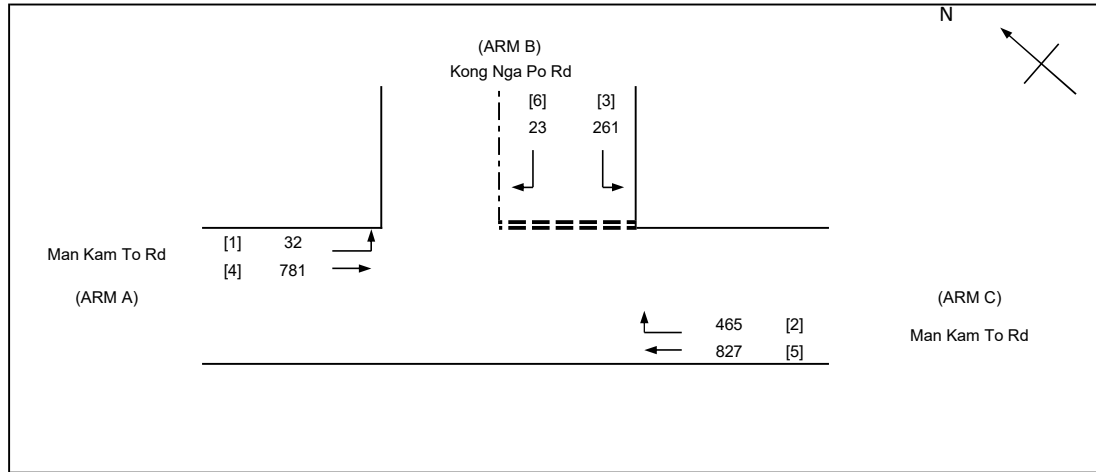 N
(ARM B)
Kong Nga Po Rd
[6] [3]
23 261
[1] 32
Man Kam To Rd
[4] 781
(ARM A)
(ARM C)
465 [2]
Man Kam To Rd
827 [5]